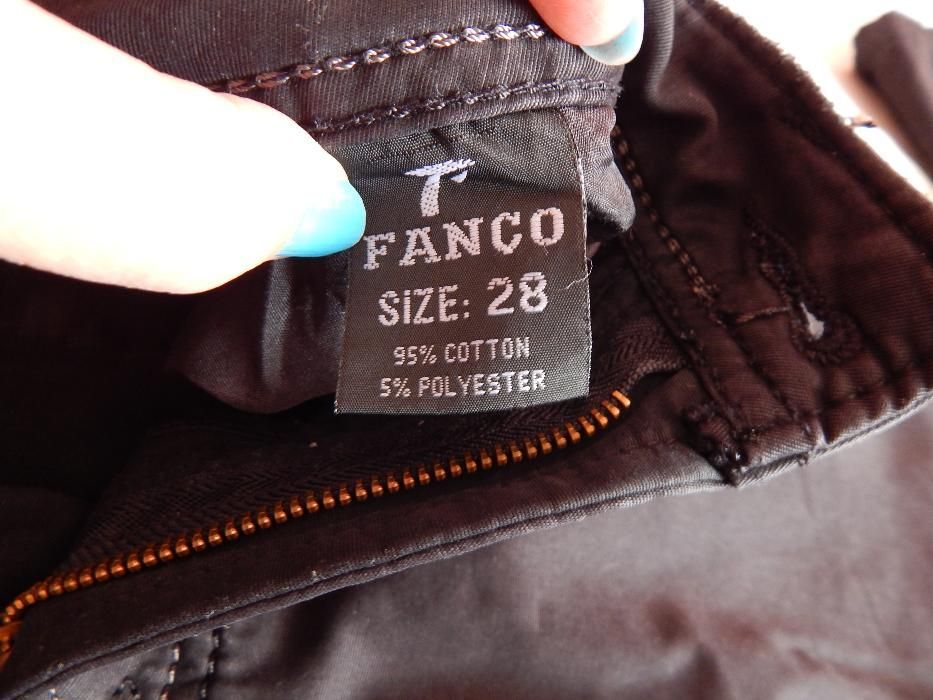 FANCO
SIZE: 28
95% COTTON
5% POLYESTER